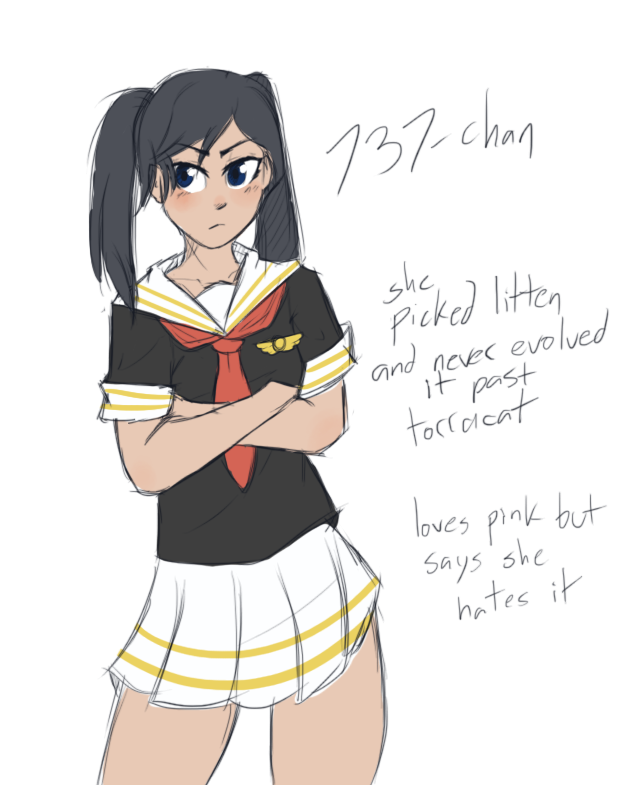 737-chan
she
picked litten
and never evolved
it past
torracat
loves pink but
says she
hates it